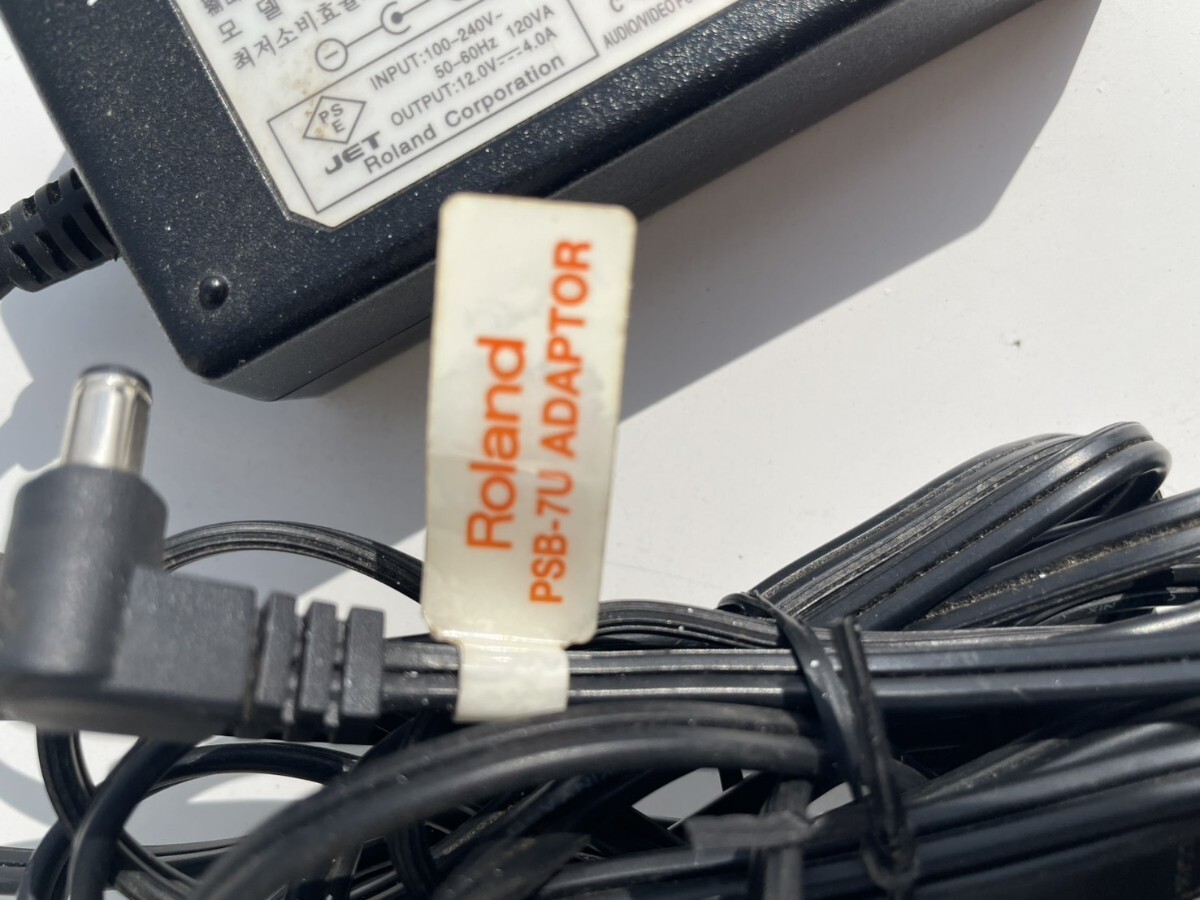 모 델
최저소비효
INPUT:100-240V~
50-60Hz 120VA
OUTPUT:12.0V⎓4.0A
PS
E
JET
Roland Corporation
AUDIO/VIDEO
Roland
PSB-7U ADAPTOR